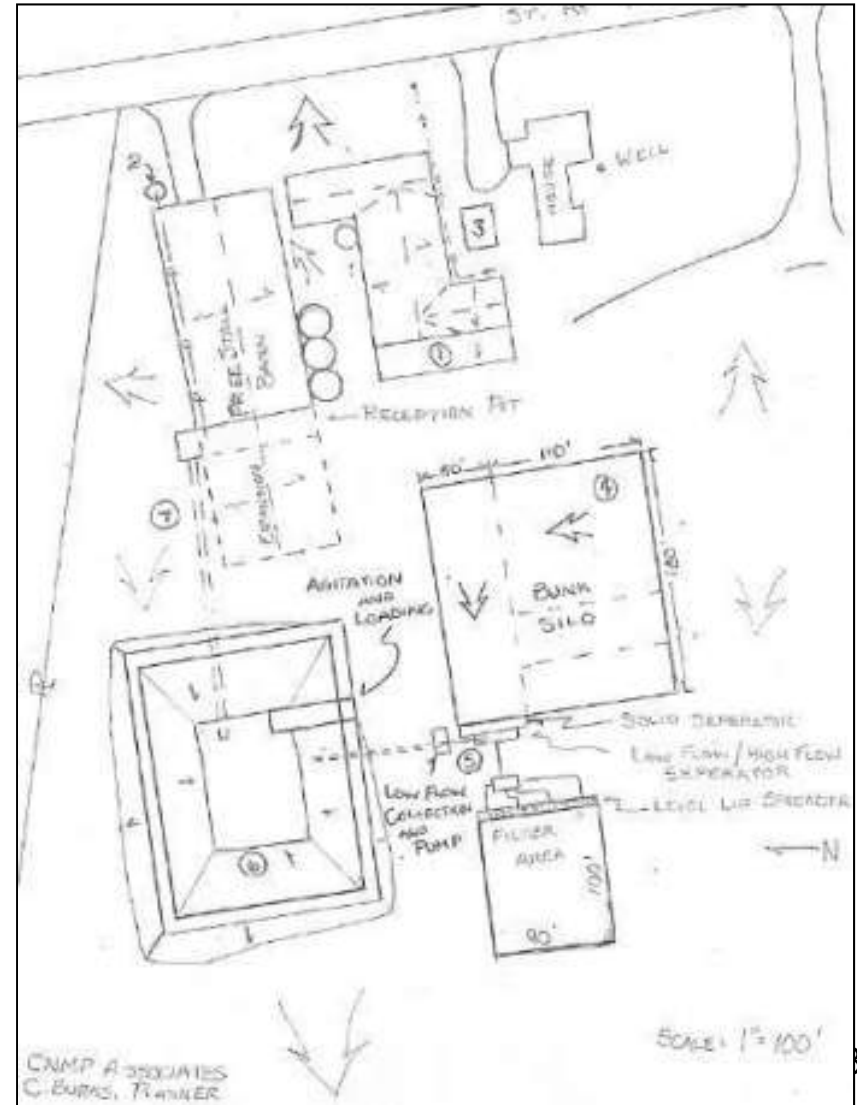 ST.
2
WELL
HOUSE
3
FREE STALL
BARN
1
RECEPTION PIT
EXPANSION
40'
110'
4
7
180'
AGITATION
AND
LOADING
BUNK
SILO
SOLID SEPERATOR
LOW FLOW / HIGH FLOW
SEPERATOR
5
LEVEL LIP SPREADER
LOW FLOW
COLLECTION
AND
PUMP
FILTER
AREA
100'
90'
N
6
SCALE: 1"=100'
CNMP ASSOCIATES
C. BURNS, PLANNER